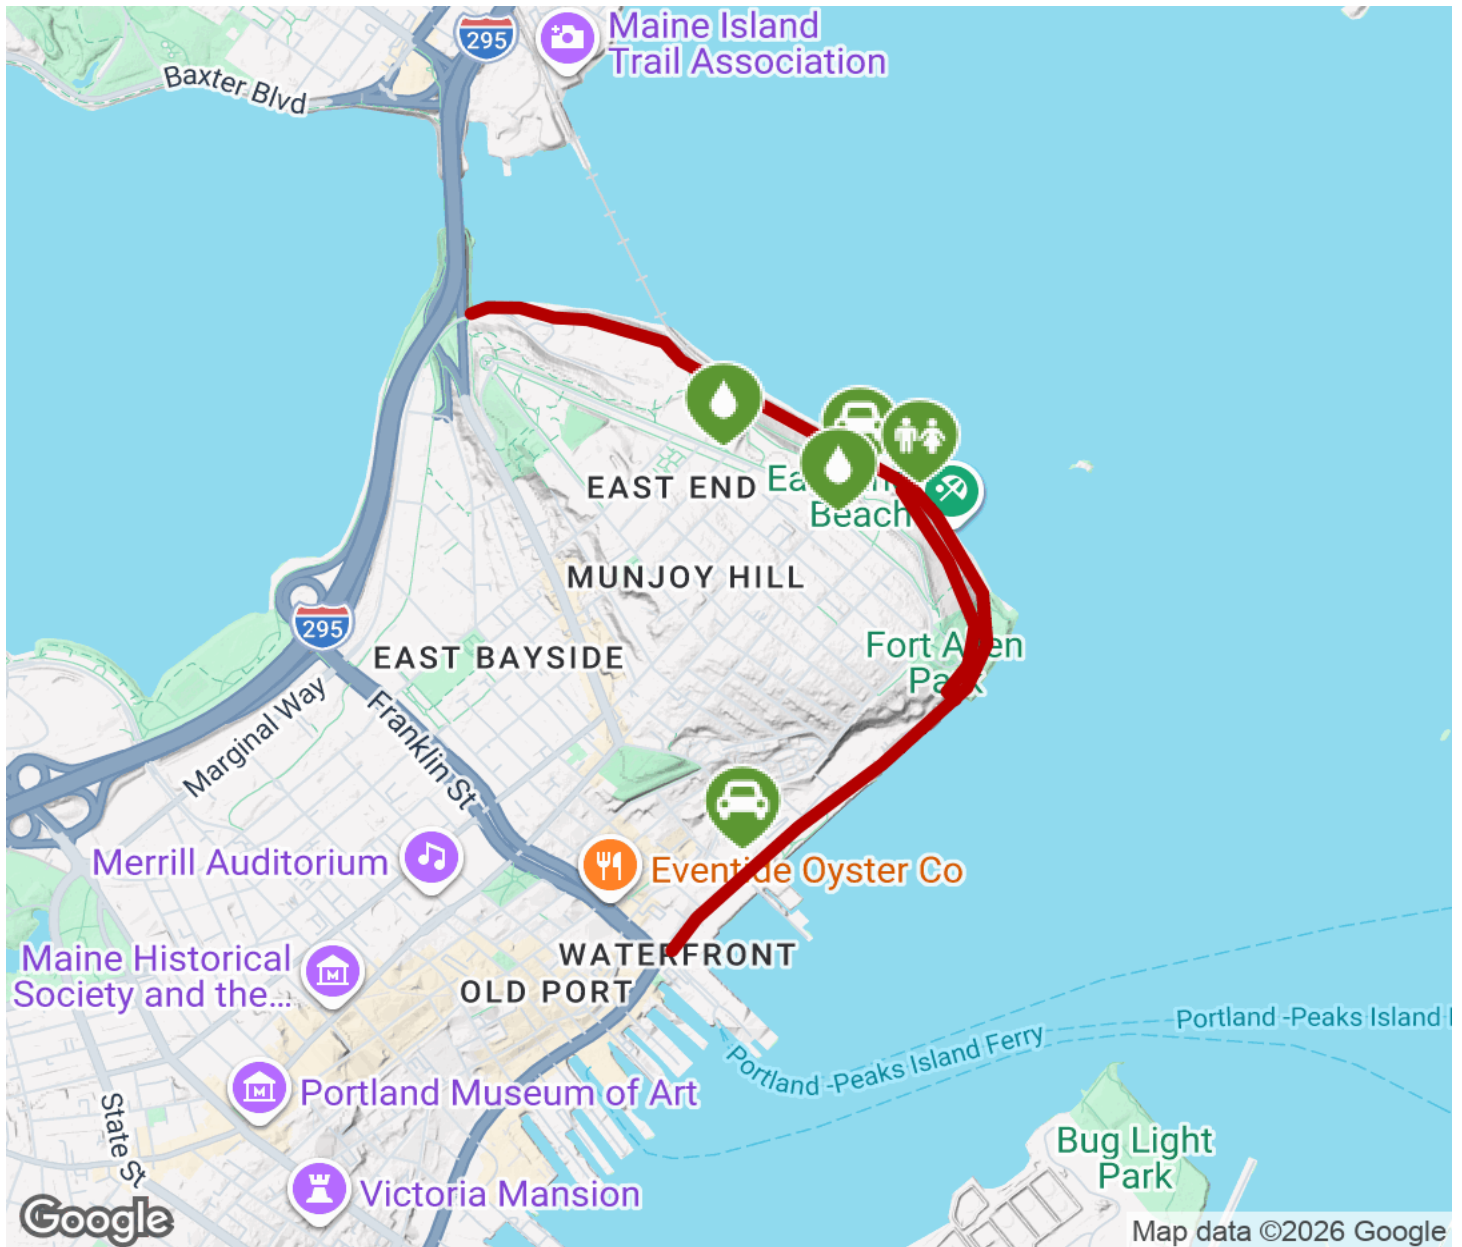 295
Maine Island
Trail Association
Baxter Blvd
EAST END
Beach
MUNJOY HILL
295
EAST BAYSIDE
Fort Allen
Park
Marginal Way
Franklin St
Merrill Auditorium
Eventide Oyster Co
Maine Historical
Society and the...
WATERFRONT
OLD PORT
Portland -Peaks Island Ferry
Portland -Peaks Island
Portland Museum of Art
State St
Bug Light
Park
Victoria Mansion
Google
Map data ©2026 Google